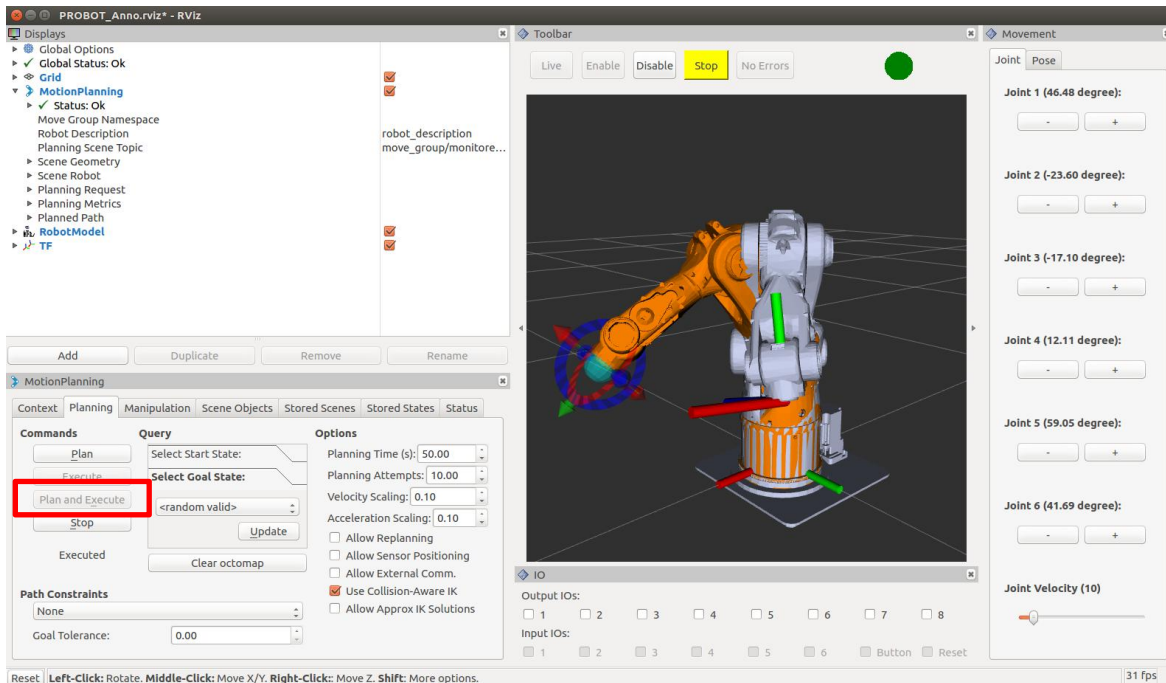 PROBOT_Anno.rviz* - RViz
Displays
Global Options
Global Status: Ok
Grid
MotionPlanning
Status: Ok
Move Group Namespace
Robot Description robot_description
Planning Scene Topic move_group/monitore...
Scene Geometry
Scene Robot
Planning Request
Planning Metrics
Planned Path
RobotModel
TF
Add Duplicate Remove Rename
MotionPlanning
Context Planning Manipulation Scene Objects Stored Scenes Stored States Status
Commands
Plan
Execute
Plan and Execute
Stop
Executed
Query
Select Start State:
Select Goal State:
<random valid>
Update
Clear octomap
Options
Planning Time (s): 50.00
Planning Attempts: 10.00
Velocity Scaling: 0.10
Acceleration Scaling: 0.10
Allow Replanning
Allow Sensor Positioning
Allow External Comm.
Use Collision-Aware IK
Allow Approx IK Solutions
Path Constraints
None
Goal Tolerance: 0.00
Toolbar
Live Enable Disable Stop No Errors
IO
Output IOs:
1 2 3 4 5 6 7 8
Input IOs:
1 2 3 4 5 6 Button Reset
Movement
Joint Pose
Joint 1 (46.48 degree):
- +
Joint 2 (-23.60 degree):
- +
Joint 3 (-17.10 degree):
- +
Joint 4 (12.11 degree):
- +
Joint 5 (59.05 degree):
- +
Joint 6 (41.69 degree):
- +
Joint Velocity (10)
Reset Left-Click: Rotate. Middle-Click: Move X/Y. Right-Click:: Move Z. Shift: More options. 31 fps